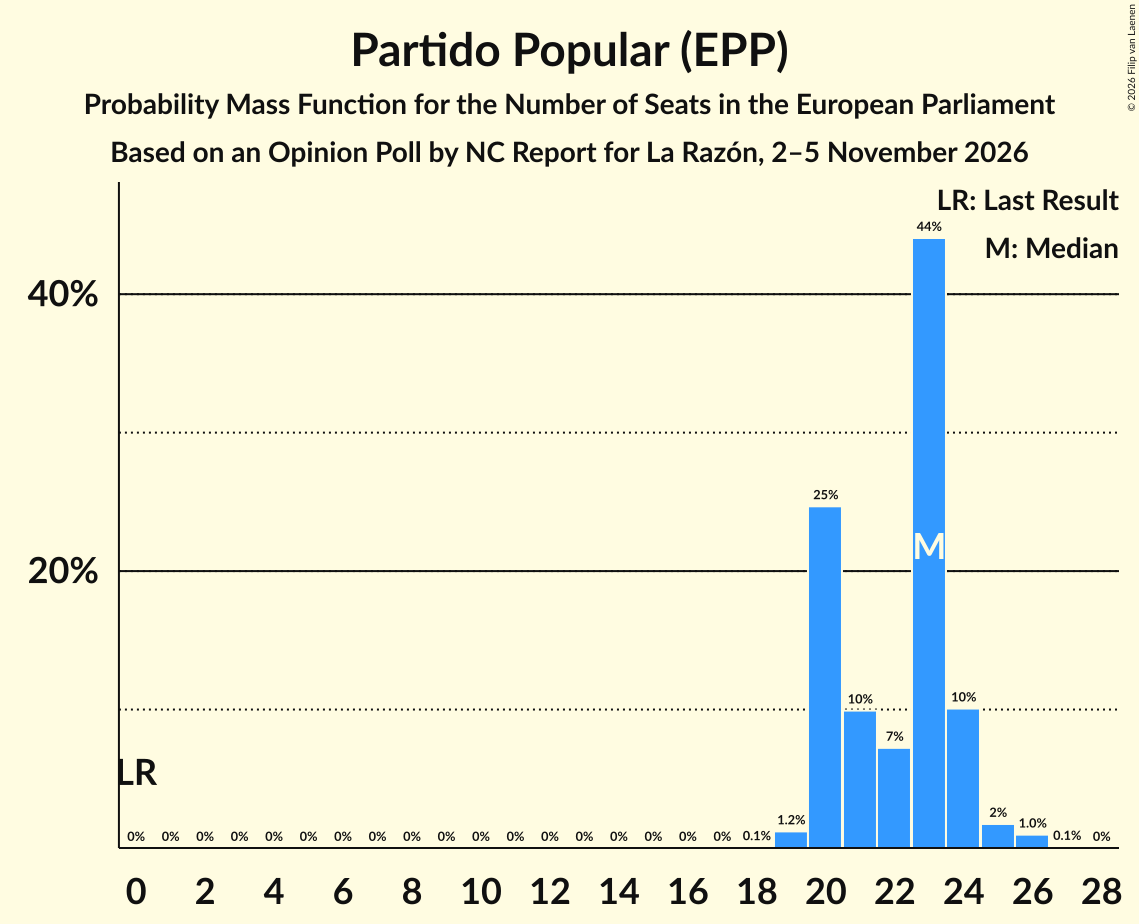 Partido Popular (EPP)
Probability Mass Function for the Number of Seats in the European Parliament
Based on an Opinion Poll by NC Report for La Razón, 2–5 November 2026
© 2026 Filip van Laenen
LR: Last Result
M: Median
44%
40%
25%
M
20%
10%
10%
7%
LR
2%
1.2%
1.0%
0% 0% 0% 0% 0% 0% 0% 0% 0% 0% 0% 0% 0% 0% 0% 0% 0% 0% 0.1% 0.1% 0%
0 2 4 6 8 10 12 14 16 18 20 22 24 26 28